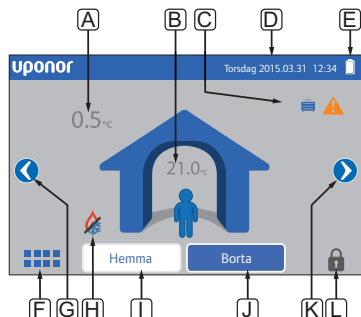 A B C D E
uponor
Torsdag 2015.03.31 12:34
0.5°C
21.0°C
Hemma
Borta
F G H I J K L